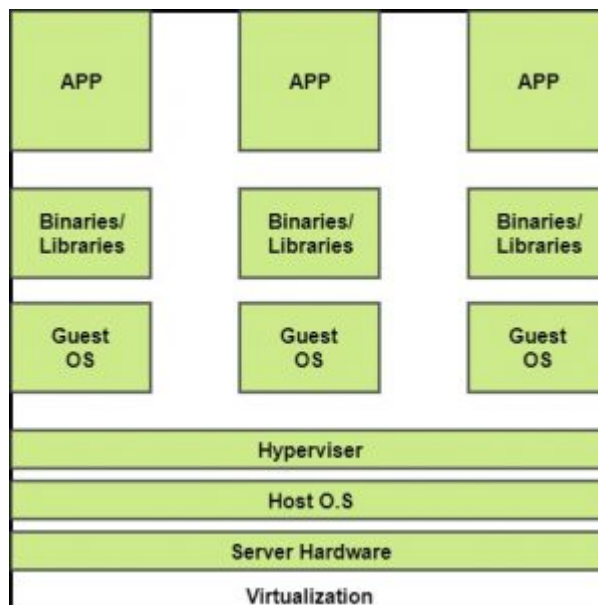 APP
APP
APP
Binaries/
Libraries
Binaries/
Libraries
Binaries/
Libraries
Guest
OS
Guest
OS
Guest
OS
Hyperviser
Host O.S
Server Hardware
Virtualization